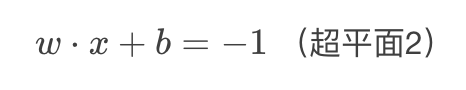 w · x + b = −1 （超平面2）